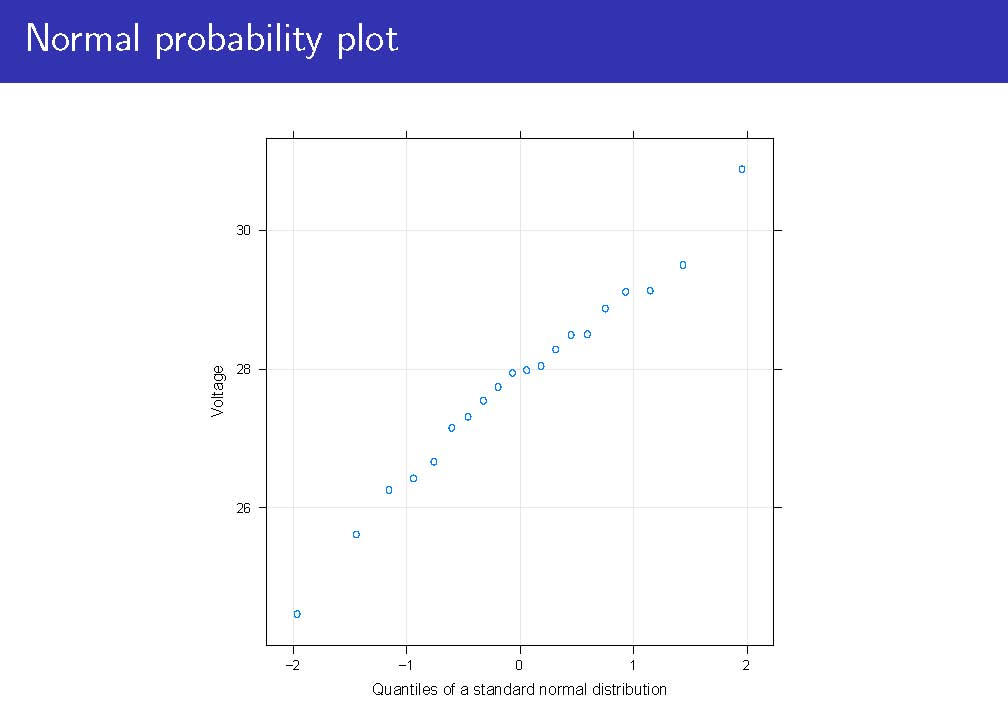 Normal probability plot
30
28
26
Voltage
−2
−1
0
1
2
Quantiles of a standard normal distribution